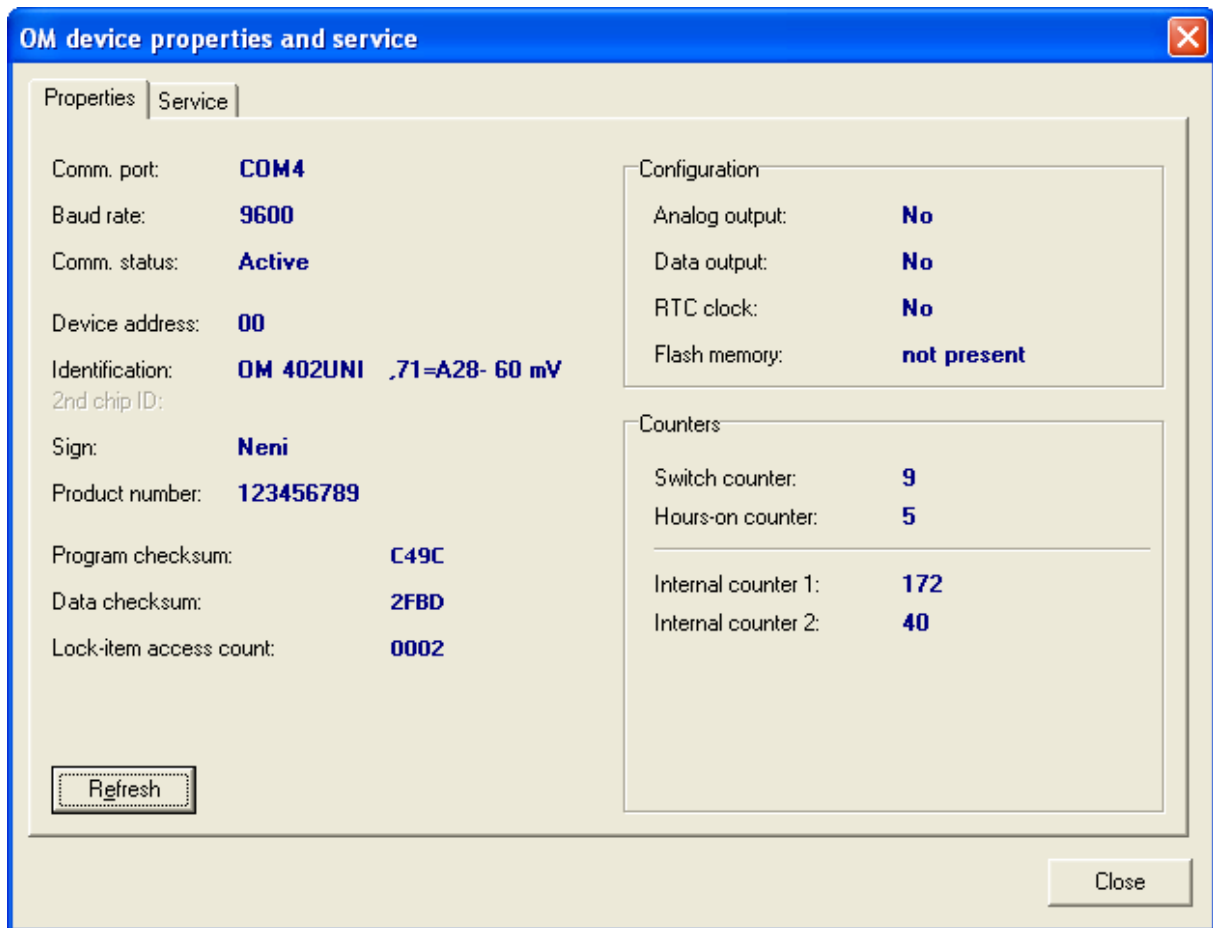 OM device properties and service
Properties Service
Comm. port: COM4
Baud rate: 9600
Comm. status: Active
Device address: 00
Identification: OM 402UNI ,71=A28- 60 mV
2nd chip ID:
Sign: Neni
Product number: 123456789
Program checksum: C49C
Data checksum: 2FBD
Lock-item access count: 0002
Refresh
Configuration
Analog output: No
Data output: No
RTC clock: No
Flash memory: not present
Counters
Switch counter: 9
Hours-on counter: 5
Internal counter 1: 172
Internal counter 2: 40
Close